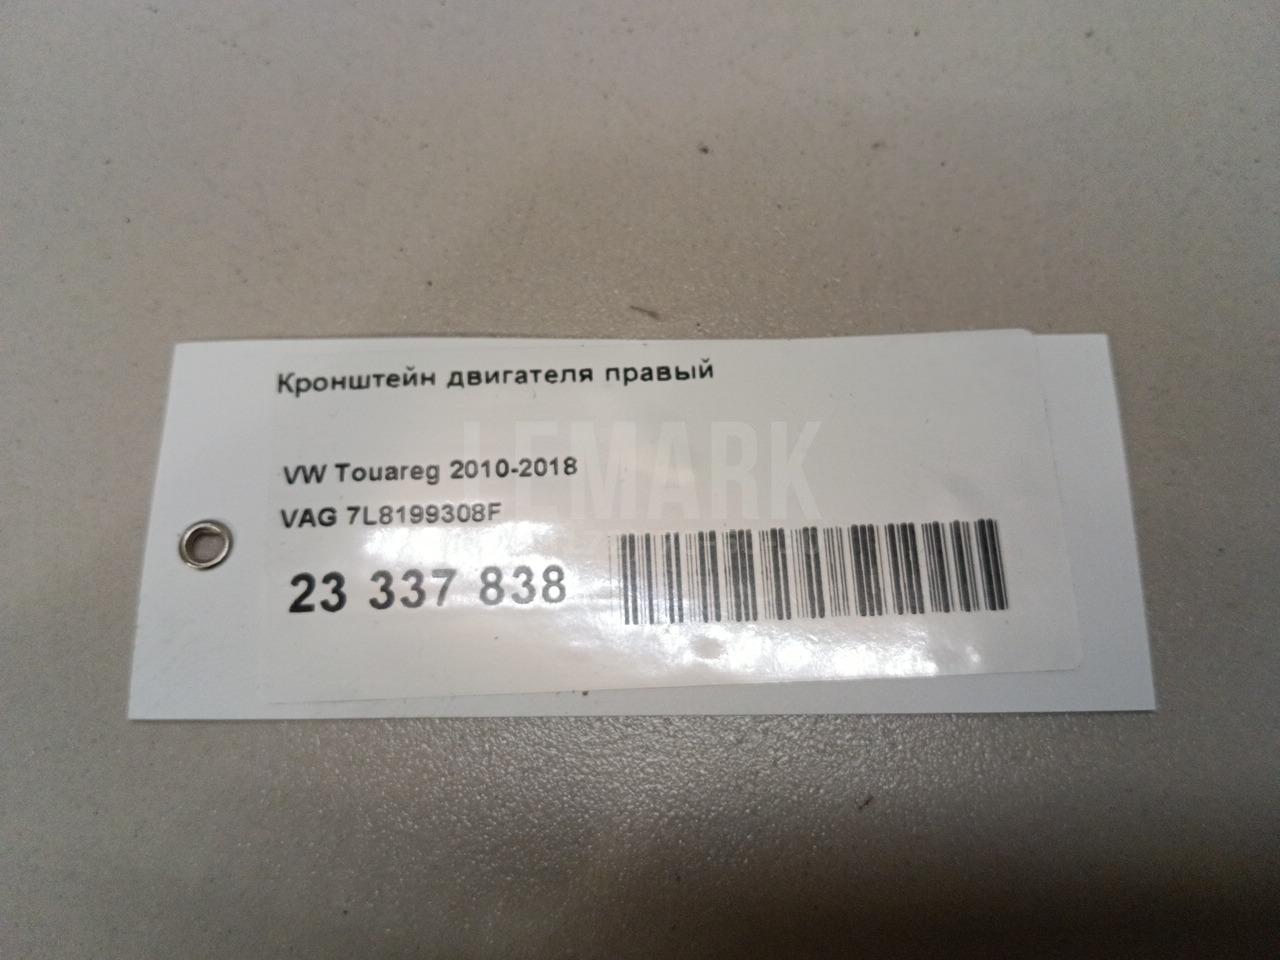 Кронштейн двигателя правый
VW Touareg 2010-2018
VAG 7L8199308F
23 337 838
LEMARK